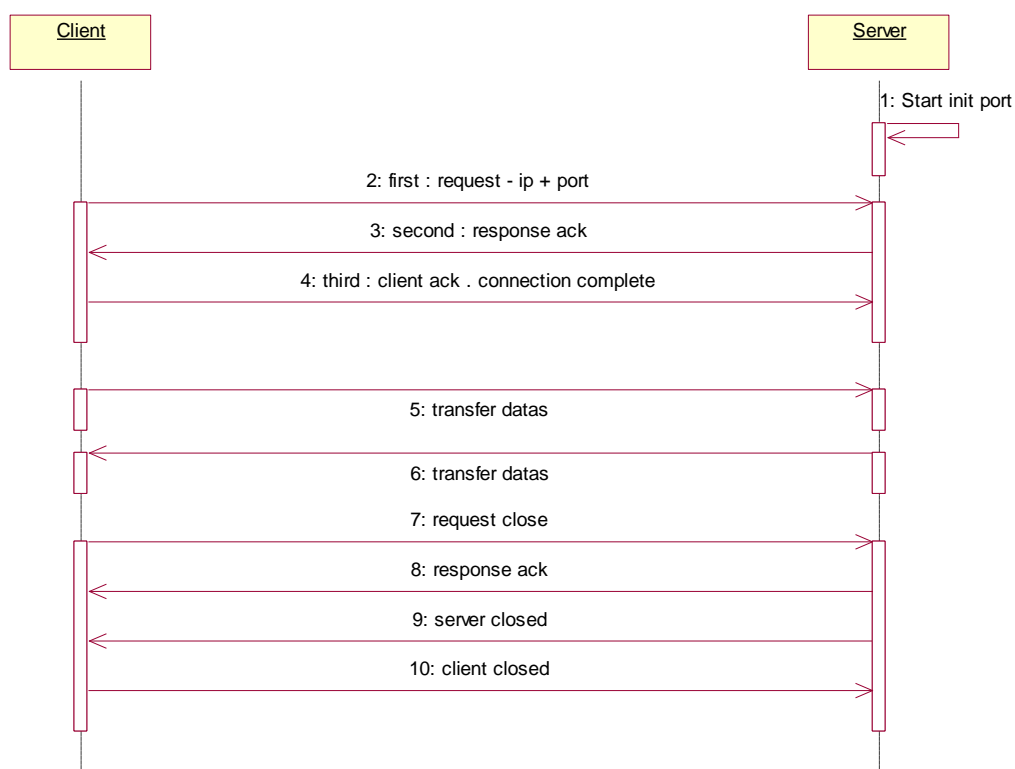 Client
Server
1: Start init port
2: first : request - ip + port
3: second : response ack
4: third : client ack . connection complete
5: transfer datas
6: transfer datas
7: request close
8: response ack
9: server closed
10: client closed